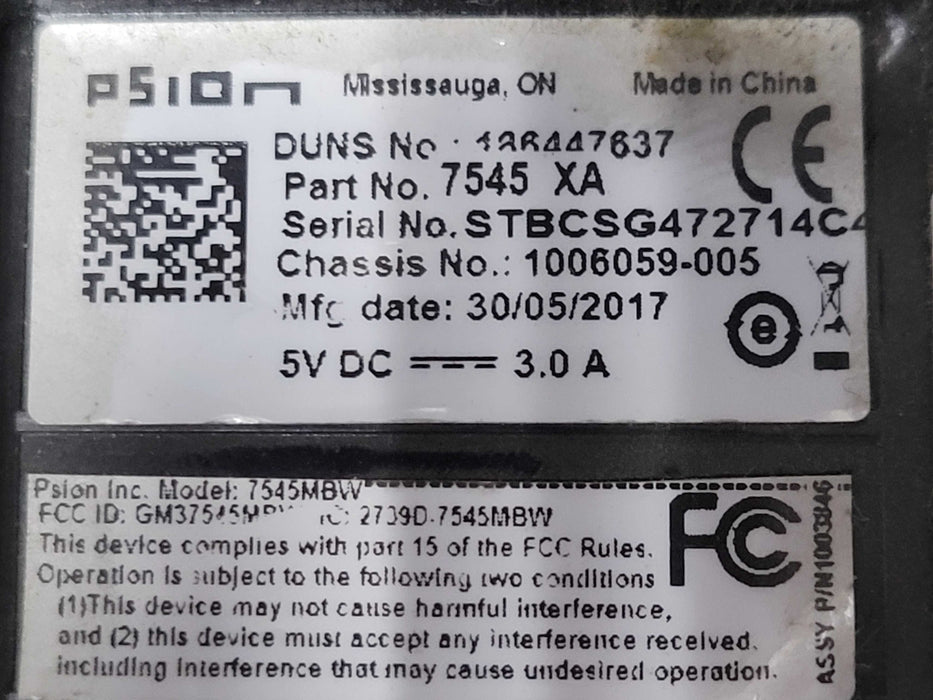 PSION Mississauga, ON Made in China
DUNS No.
Part No. 7545 XA
Serial No. STBCSG472714C4
Chassis No.: 1006059-005
Mfg date: 30/05/2017
5V DC 3.0 A
CE
e
Psion Inc. Model: 7545MBW
FCC ID: IC: 2739D-7545MBW
This device complies with part 15 of the FCC Rules.
Operation is subject to the following two conditions
(1)This device may not cause harmful interference,
and (2) this device must accept any interference received.
including interference that may cause undesired operation.
FC
ASSY P/N1003846